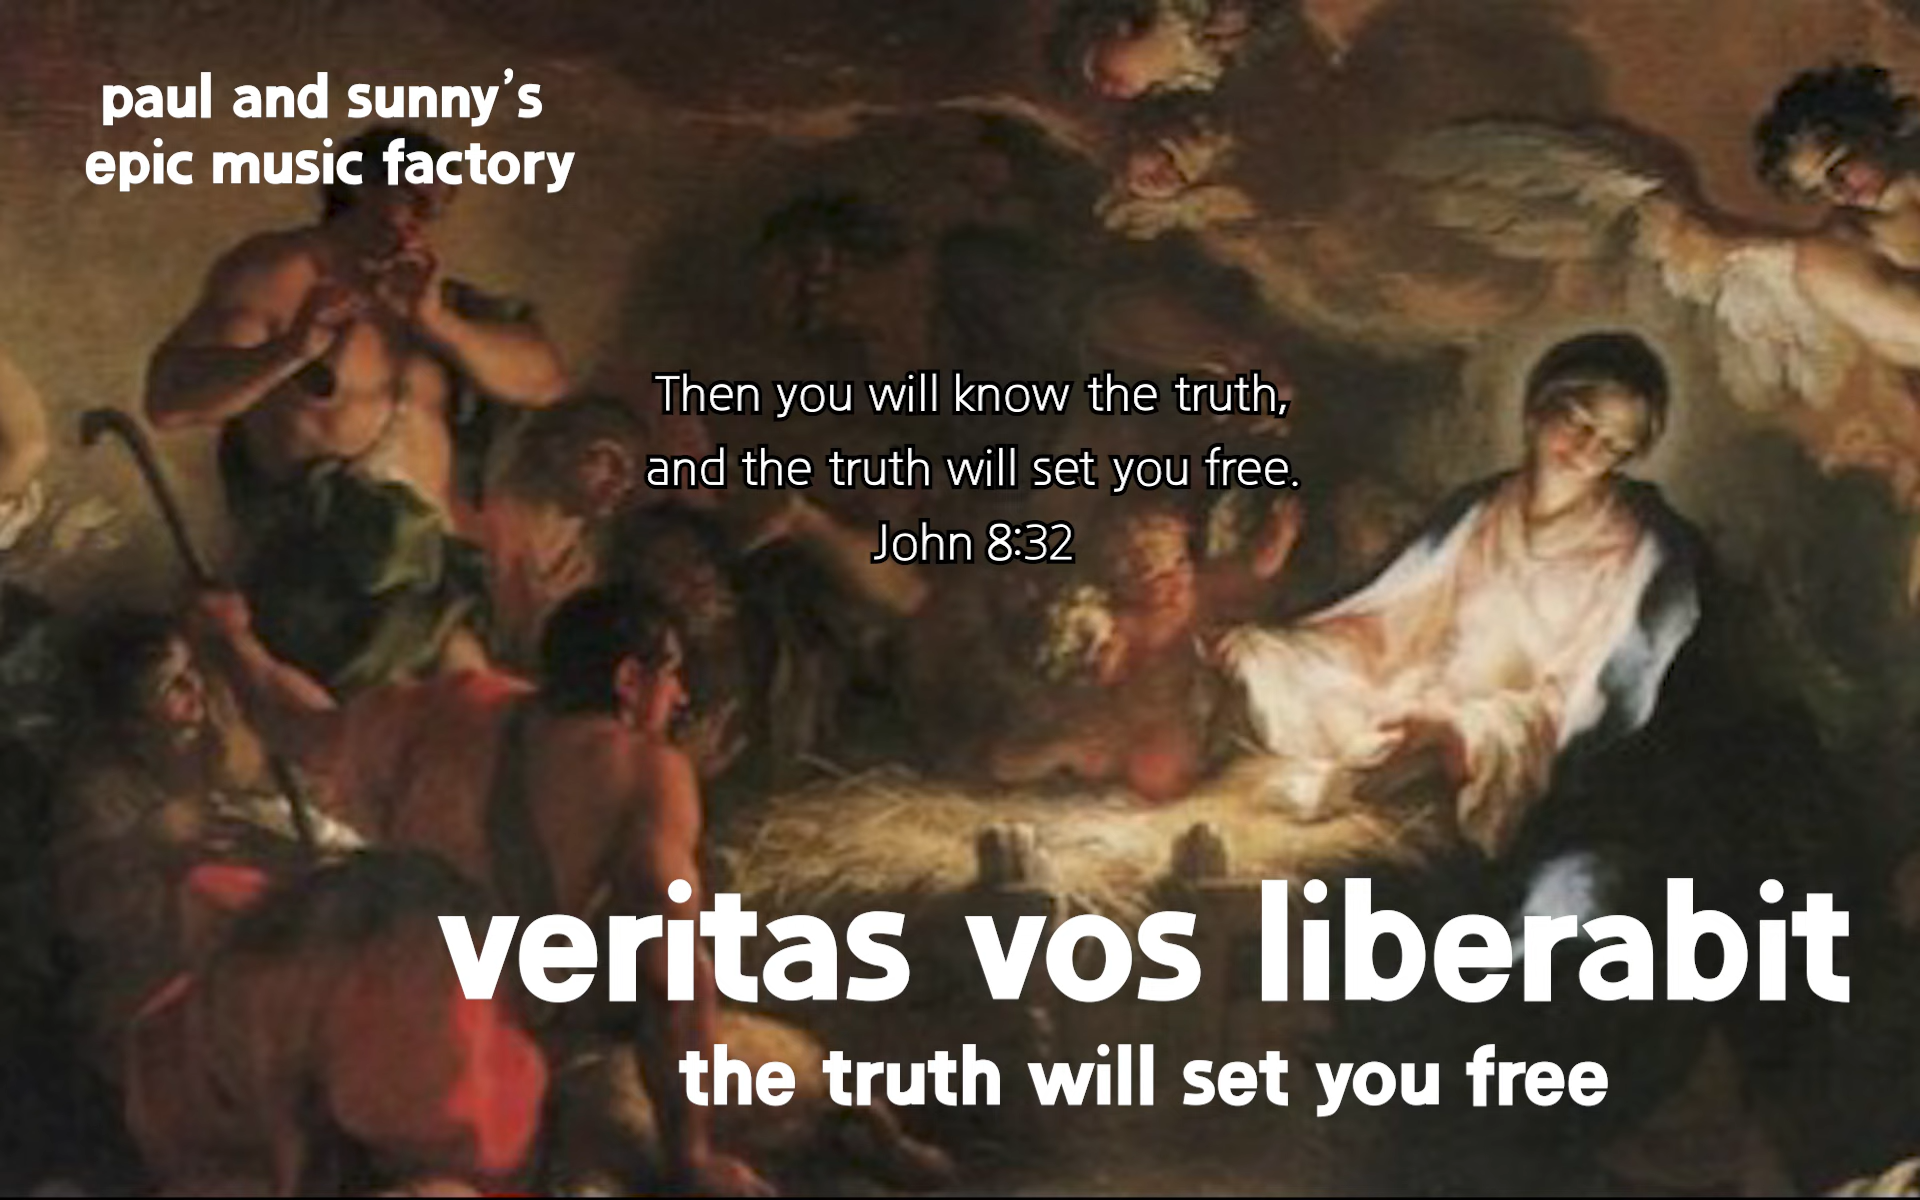 paul and sunny's
epic music factory
Then you will know the truth,
and the truth will set you free.
John 8:32
veritas vos liberabit
the truth will set you free